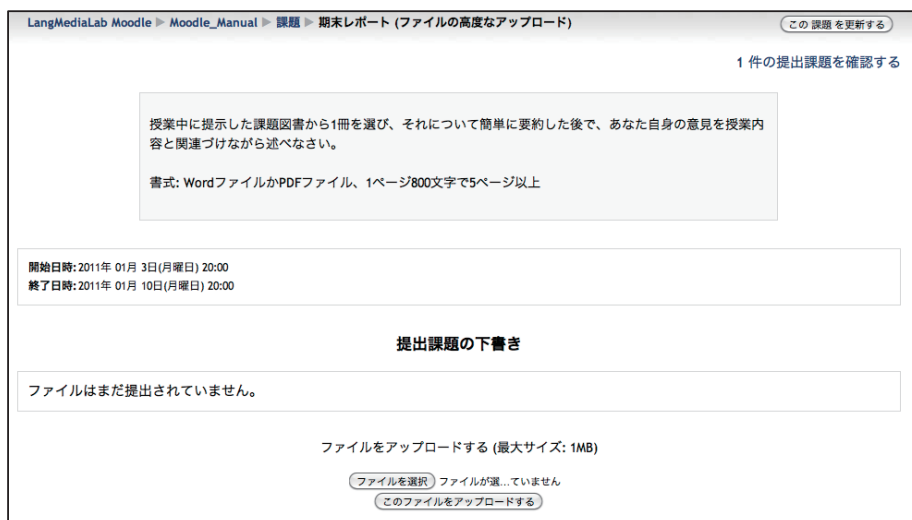 LangMediaLab Moodle ▶ Moodle_Manual ▶ 課題 ▶ 期末レポート (ファイルの高度なアップロード)
この 課題 を更新する
1 件の提出課題を確認する
授業中に提示した課題図書から1冊を選び、それについて簡単に要約した後で、あなた自身の意見を授業内
容と関連づけながら述べなさい。
書式: WordファイルかPDFファイル、1ページ800文字で5ページ以上
開始日時: 2011年 01月 3日(月曜日) 20:00
終了日時: 2011年 01月 10日(月曜日) 20:00
提出課題の下書き
ファイルはまだ提出されていません。
ファイルをアップロードする (最大サイズ: 1MB)
ファイルを選択 ファイルが選...ていません
このファイルをアップロードする